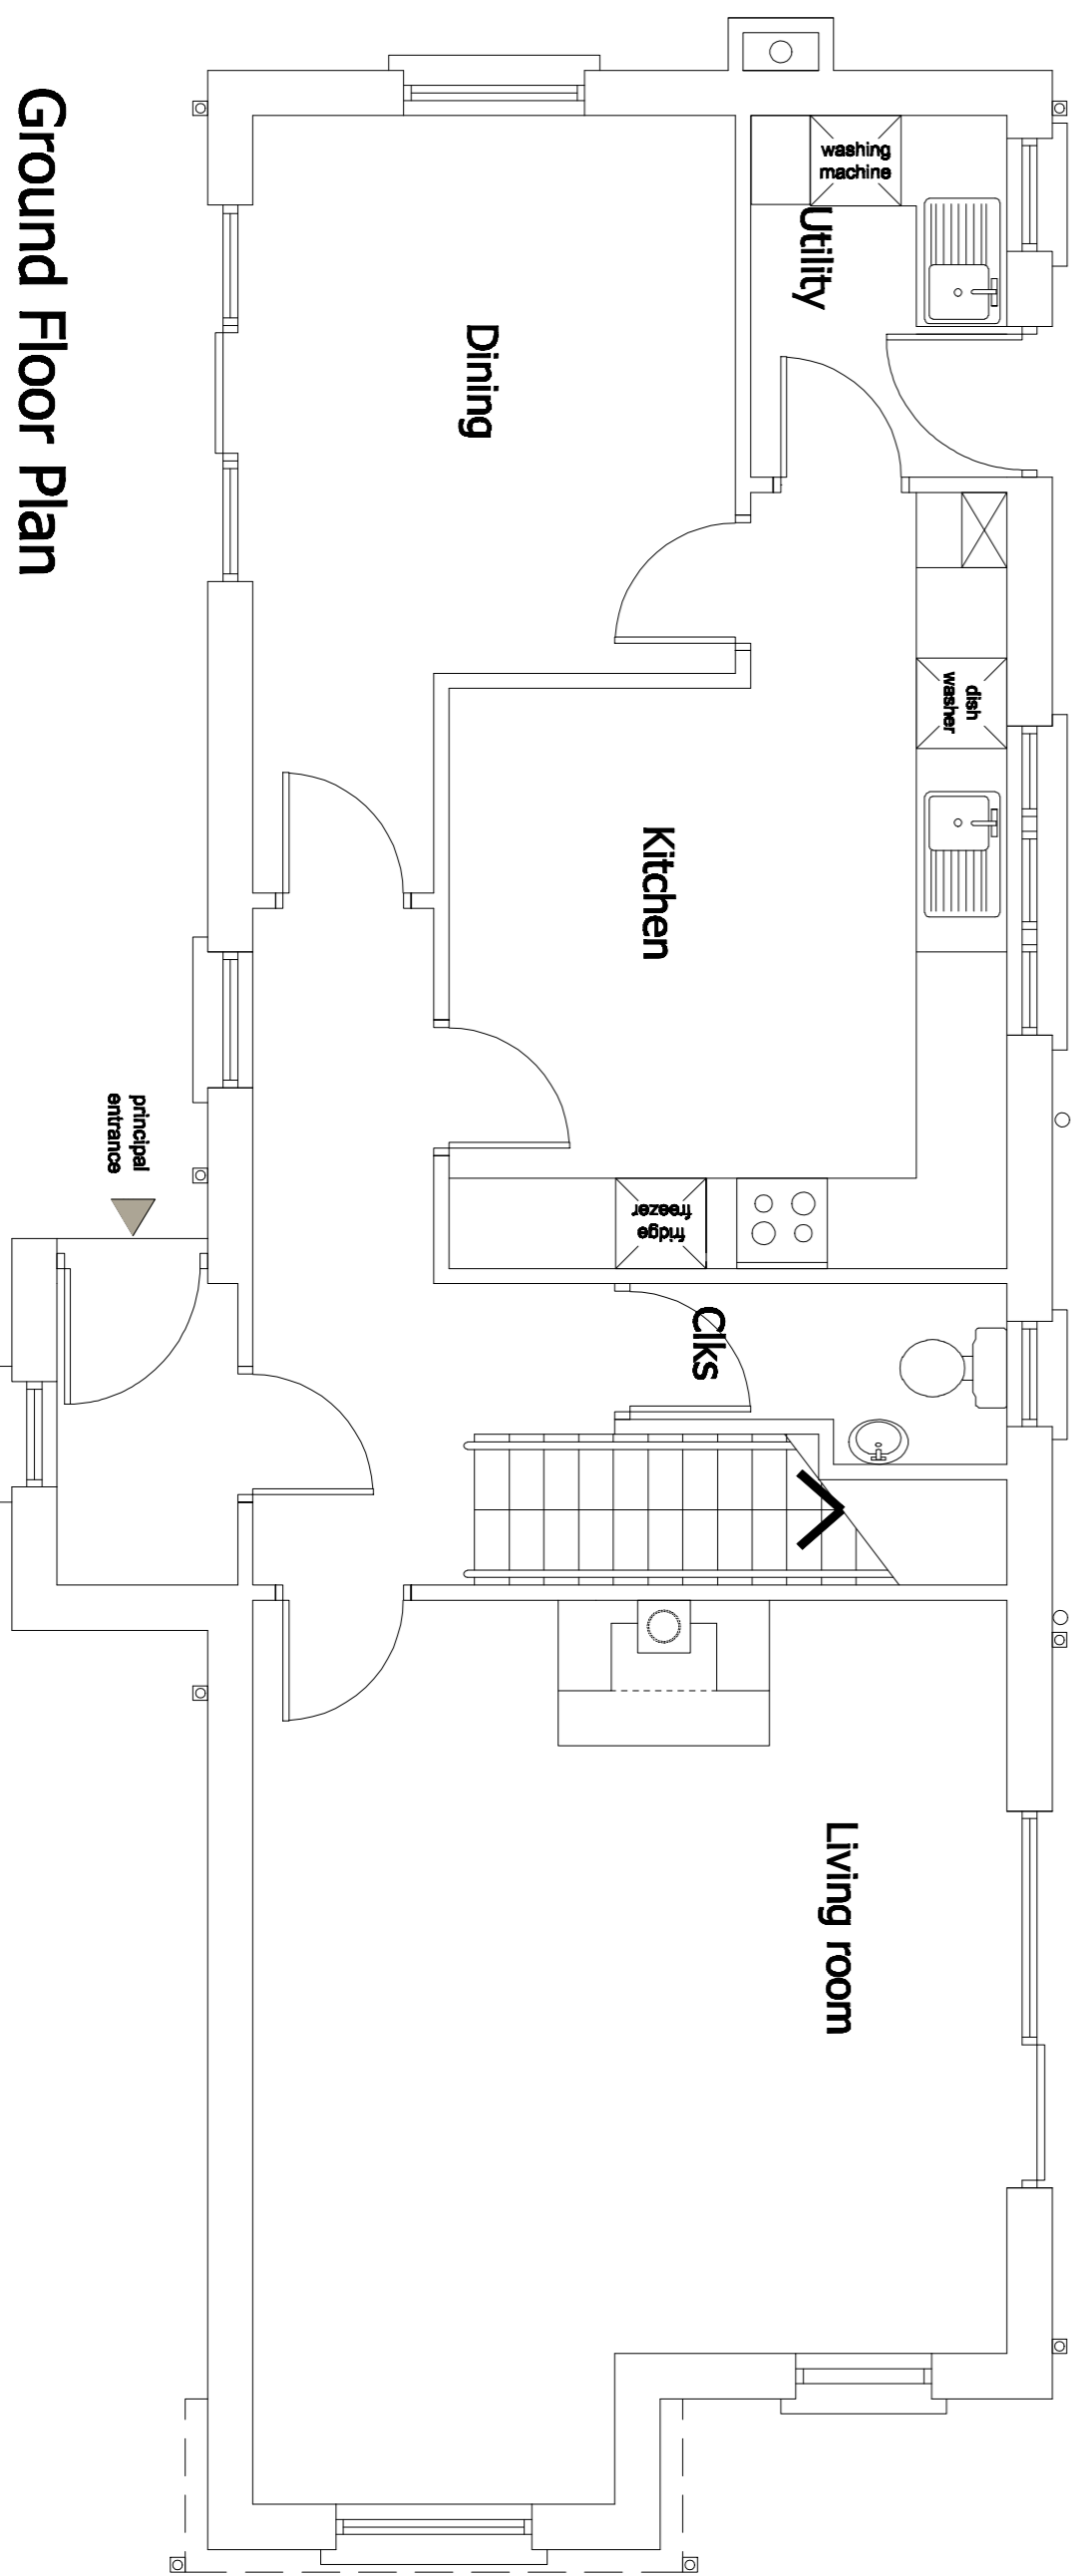 washing
machine
Utility
Dining
dish
washer
Kitchen
fridge
freezer
Clks
principal
entrance
Living room
Ground Floor Plan